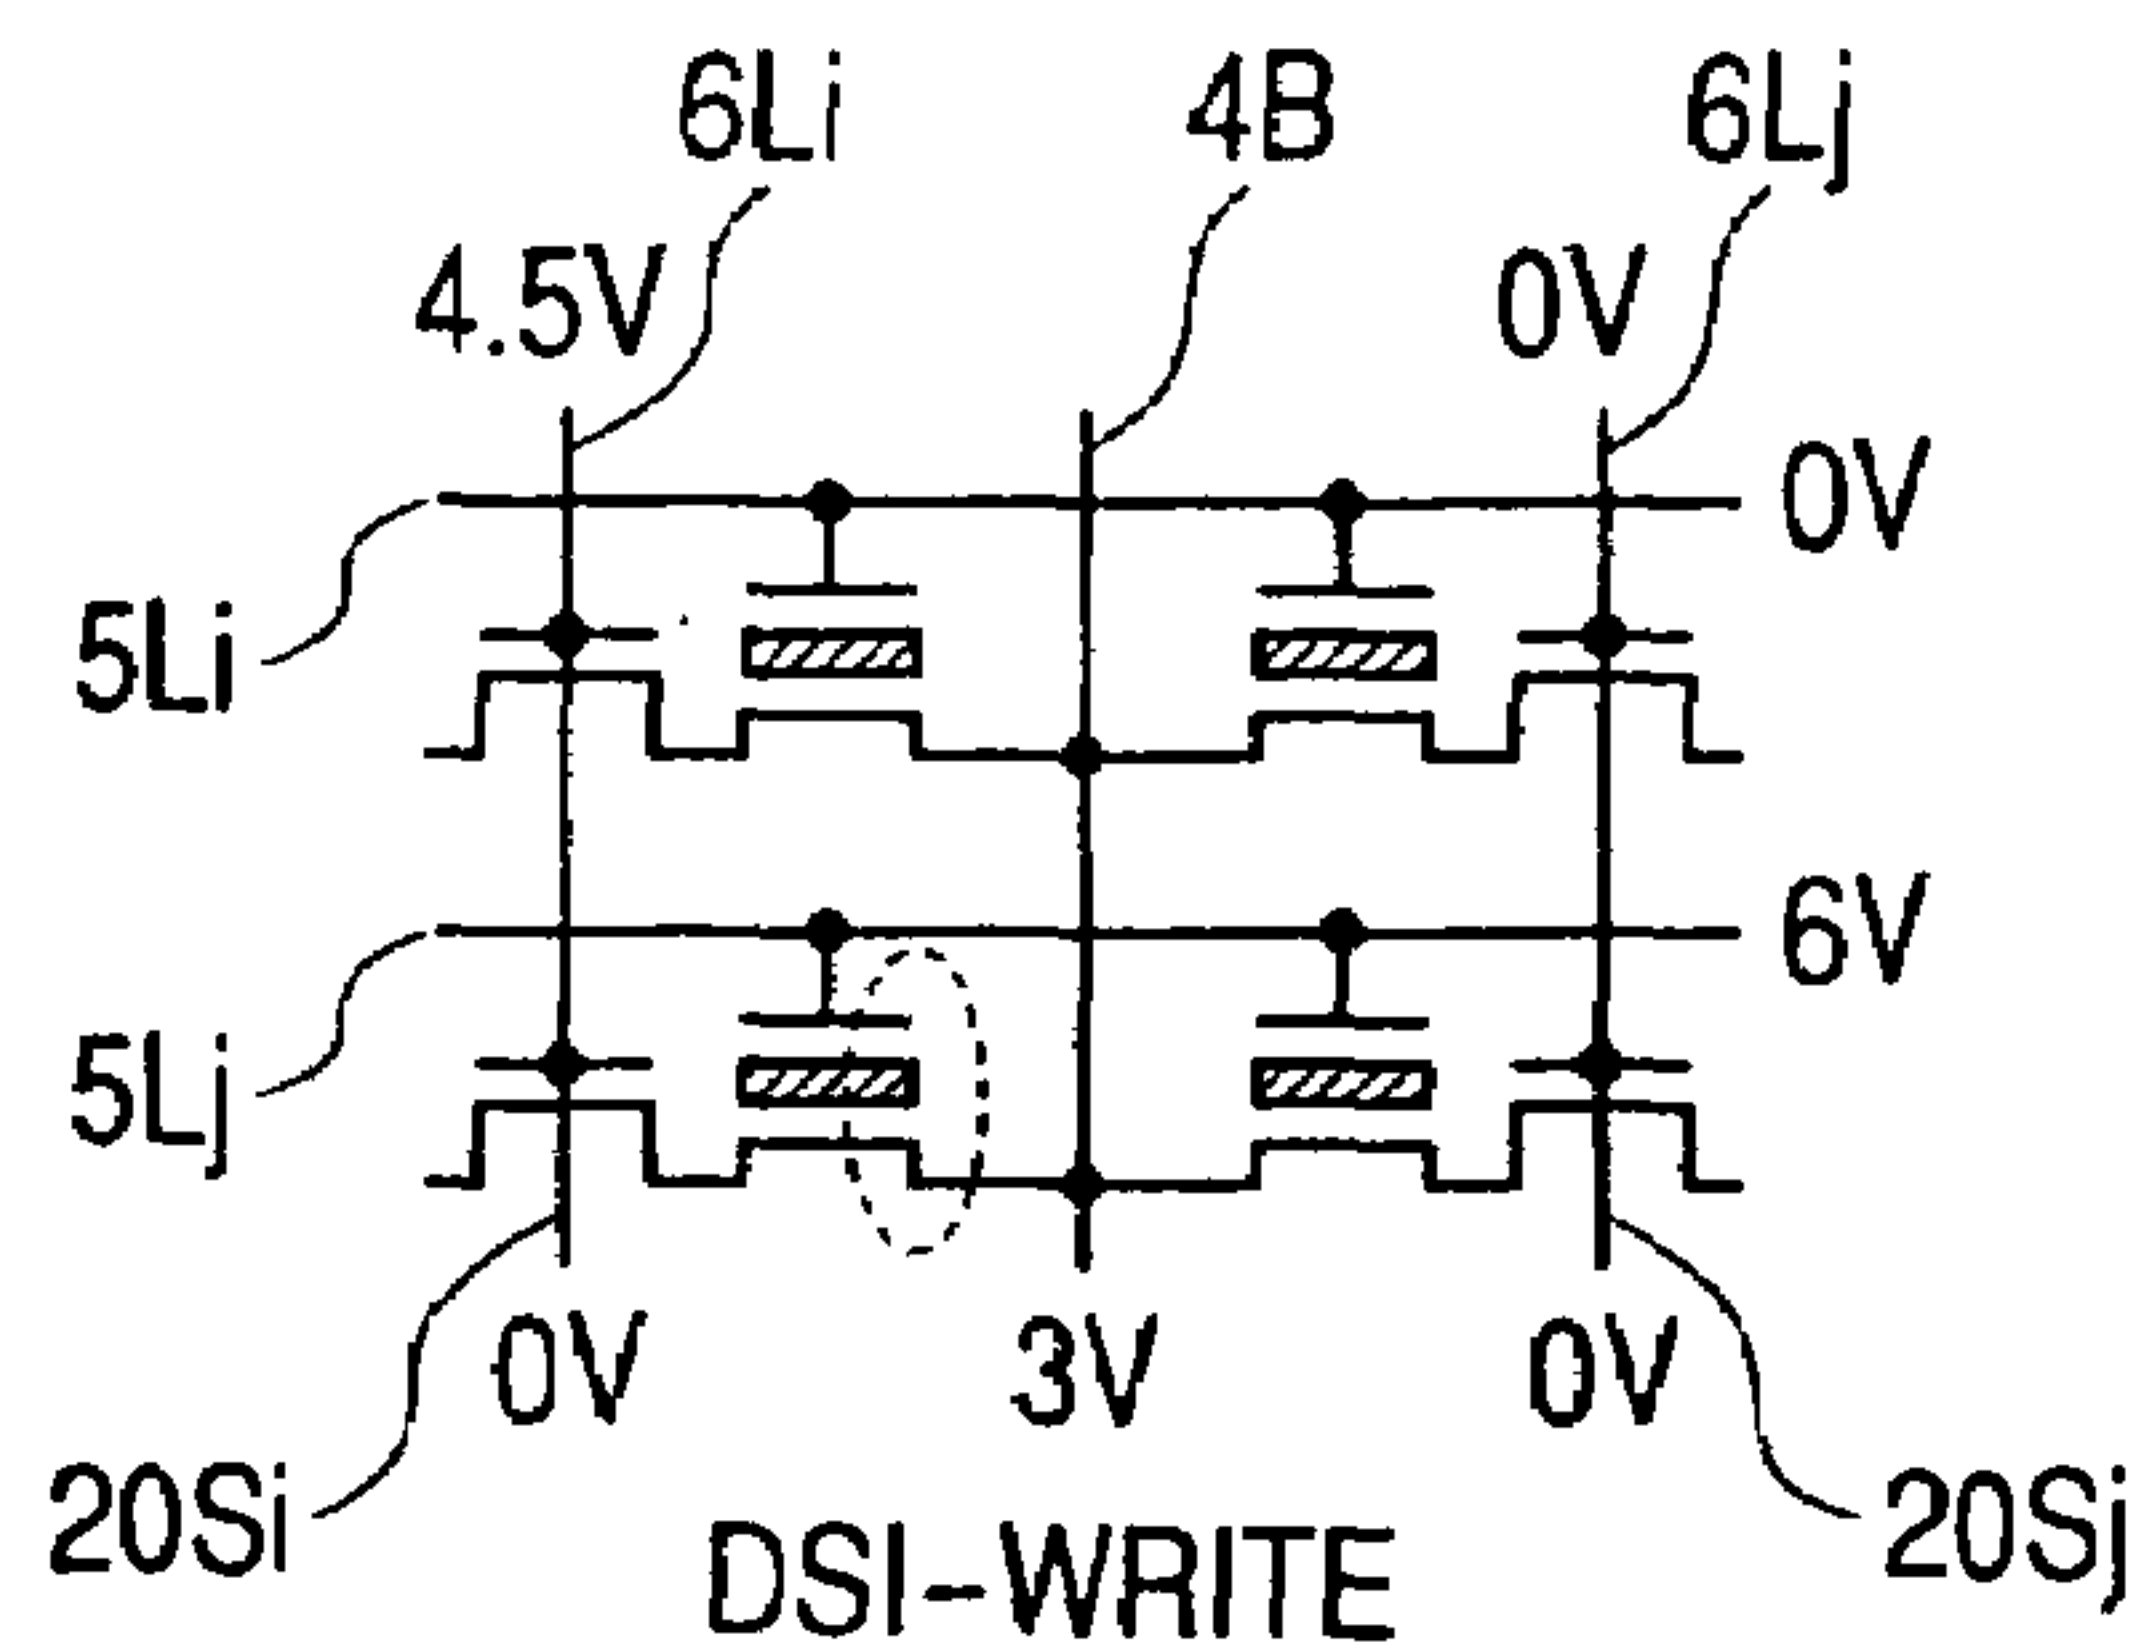 6Li 4B 6Lj
4.5V 0V
0V
5Li
6V
5Lj
0V 3V 0V
20Si 20Sj
DSI-WRITE